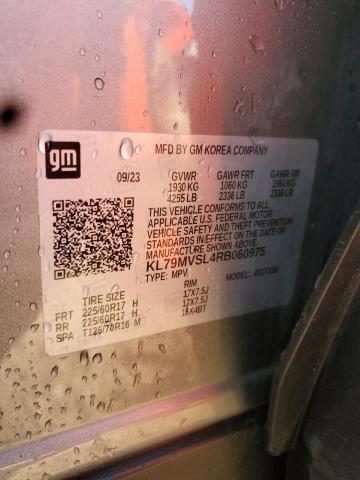 gm
MFD BY GM KOREA COMPANY
09/23 GVWR GAWR FRT GAWR RR
1930 KG 1060 KG 1060 KG
4255 LB 2336 LB 2336 LB
THIS VEHICLE CONFORMS TO ALL
APPLICABLE U.S. FEDERAL MOTOR
VEHICLE SAFETY AND THEFT PREVENTION
STANDARDS IN EFFECT ON THE DATE OF
MANUFACTURE SHOWN ABOVE.
KL79MVSL4RB060975
TYPE: MPV MODEL:
TIRE SIZE RIM
FRT 225/60R17 H 17X7.5J
RR 225/60R17 H 17X7.5J
SPA T125/70R16 M 16X4BT